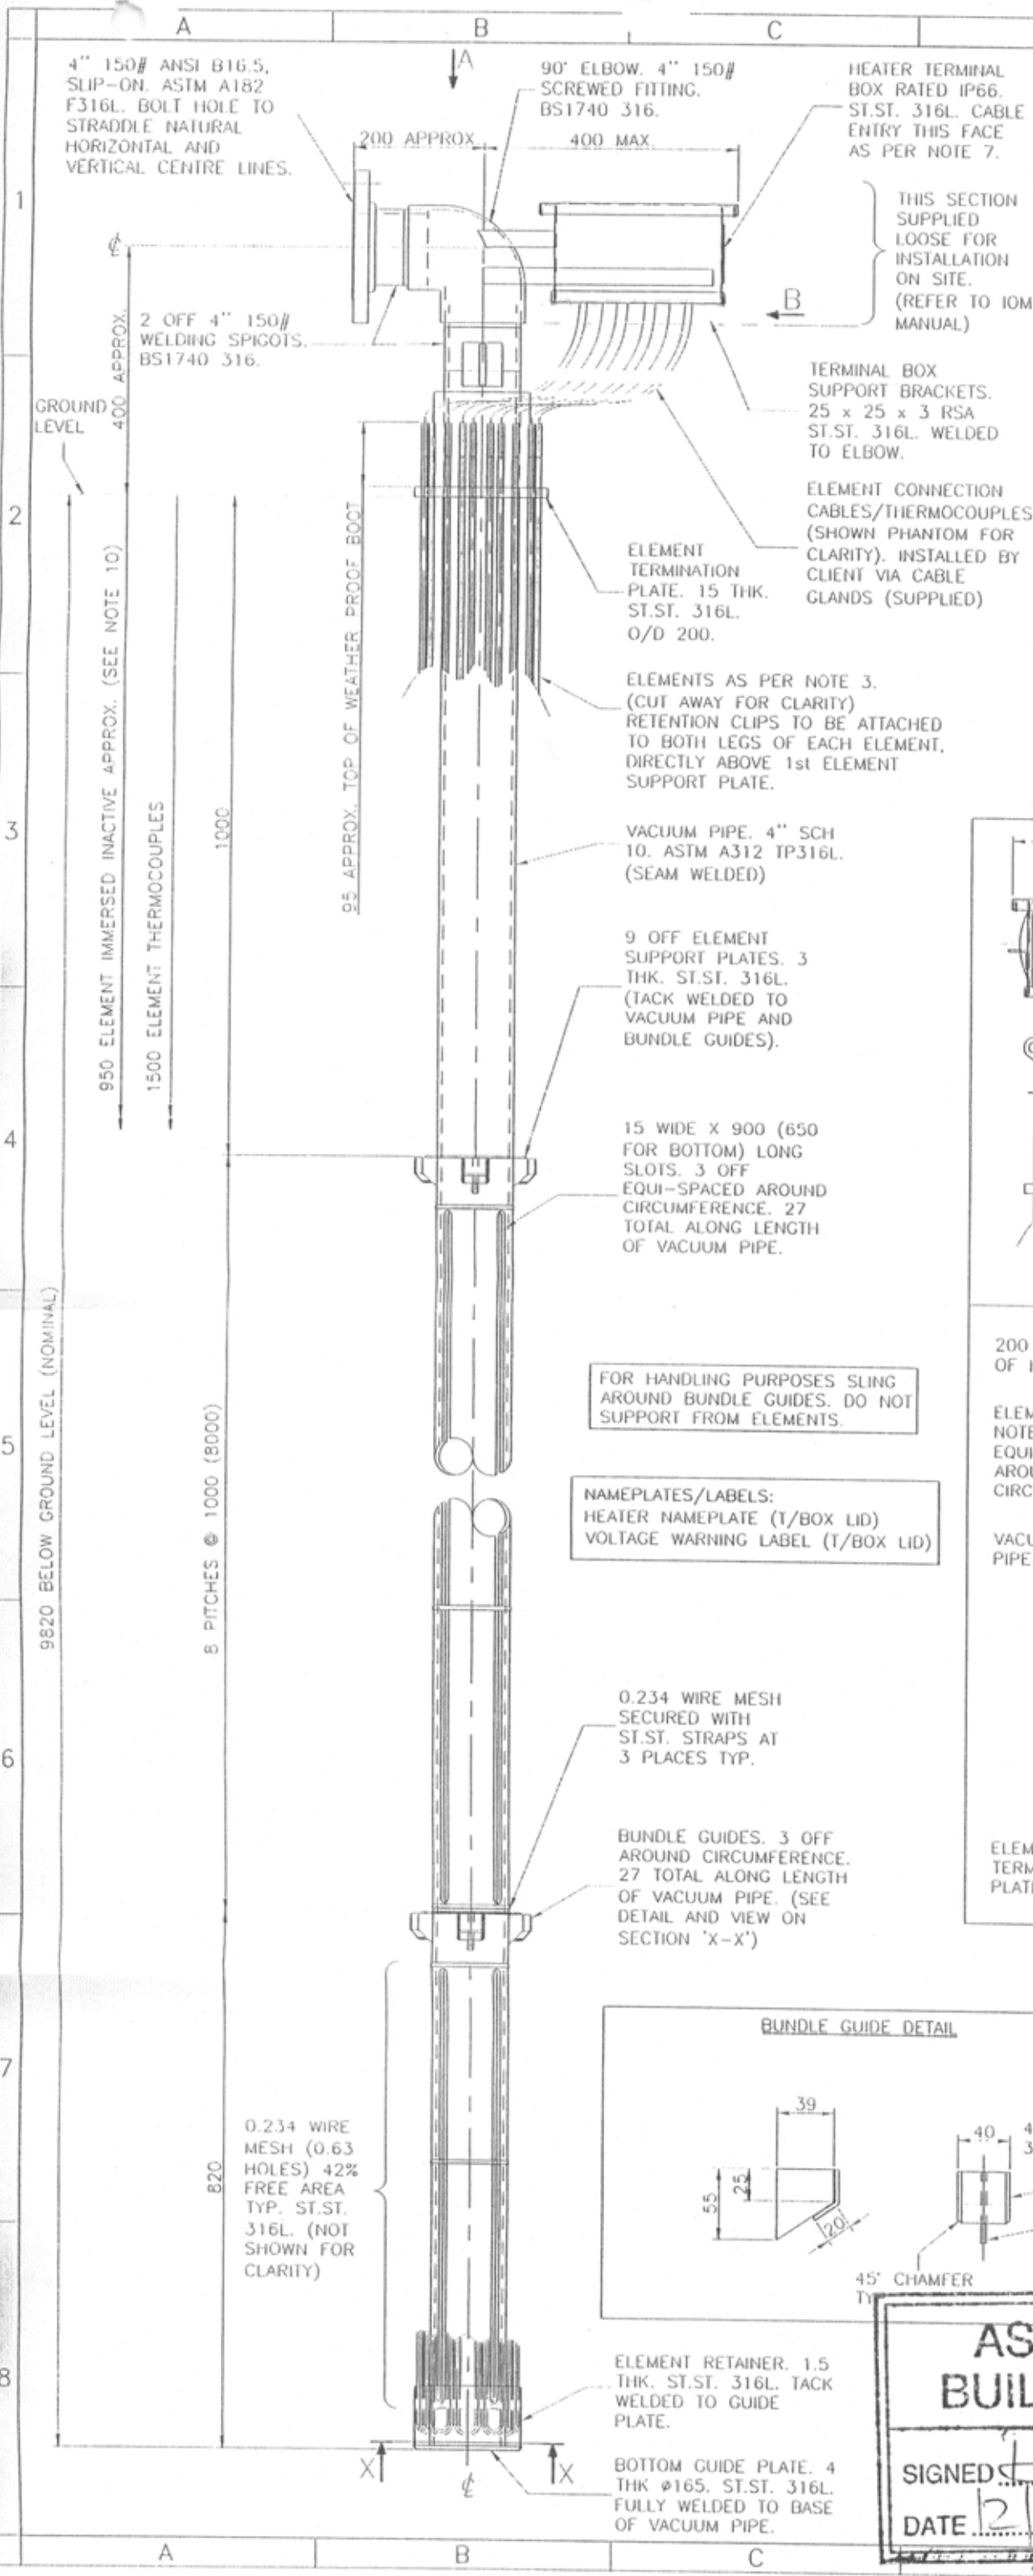 A
B
C
4" 150# ANSI B16.5,
SLIP-ON. ASTM A182
F316L. BOLT HOLE TO
STRADDLE NATURAL
HORIZONTAL AND
VERTICAL CENTRE LINES.
A
90° ELBOW. 4" 150#
SCREWED FITTING.
BS1740 316.
HEATER TERMINAL
BOX RATED IP66.
ST.ST. 316L. CABLE
ENTRY THIS FACE
AS PER NOTE 7.
200 APPROX.
400 MAX.
1
THIS SECTION
SUPPLIED
LOOSE FOR
INSTALLATION
ON SITE.
(REFER TO IOM
MANUAL)
B
2 OFF 4" 150#
WELDING SPIGOTS.
BS1740 316.
400 APPROX.
GROUND
LEVEL
TERMINAL BOX
SUPPORT BRACKETS.
25 x 25 x 3 RSA
ST.ST. 316L. WELDED
TO ELBOW.
2
ELEMENT CONNECTION
CABLES/THERMOCOUPLES
(SHOWN PHANTOM FOR
CLARITY). INSTALLED BY
CLIENT VIA CABLE
GLANDS (SUPPLIED)
ELEMENT
TERMINATION
PLATE. 15 THK.
ST.ST. 316L.
O/D 200.
950 ELEMENT IMMERSED INACTIVE APPROX. (SEE NOTE 10)
1500 ELEMENT THERMOCOUPLES
1000
95 APPROX. TOP OF WEATHER PROOF BOOT
ELEMENTS AS PER NOTE 3.
(CUT AWAY FOR CLARITY)
RETENTION CLIPS TO BE ATTACHED
TO BOTH LEGS OF EACH ELEMENT,
DIRECTLY ABOVE 1st ELEMENT
SUPPORT PLATE.
3
VACUUM PIPE. 4" SCH
10. ASTM A312 TP316L.
(SEAM WELDED)
9 OFF ELEMENT
SUPPORT PLATES. 3
THK. ST.ST. 316L.
(TACK WELDED TO
VACUUM PIPE AND
BUNDLE GUIDES).
4
15 WIDE X 900 (650
FOR BOTTOM) LONG
SLOTS. 3 OFF
EQUI-SPACED AROUND
CIRCUMFERENCE. 27
TOTAL ALONG LENGTH
OF VACUUM PIPE.
9820 BELOW GROUND LEVEL (NOMINAL)
8 PITCHES @ 1000 (8000)
200
OF
FOR HANDLING PURPOSES SLING
AROUND BUNDLE GUIDES. DO NOT
SUPPORT FROM ELEMENTS.
ELEM
NOTE
EQUI
AROU
CIRC
5
NAMEPLATES/LABELS:
HEATER NAMEPLATE (T/BOX LID)
VOLTAGE WARNING LABEL (T/BOX LID)
VACU
PIPE
0.234 WIRE MESH
SECURED WITH
ST.ST. STRAPS AT
3 PLACES TYP.
6
BUNDLE GUIDES. 3 OFF
AROUND CIRCUMFERENCE.
27 TOTAL ALONG LENGTH
OF VACUUM PIPE. (SEE
DETAIL AND VIEW ON
SECTION 'X-X')
ELEM
TERM
PLAT
BUNDLE GUIDE DETAIL
7
39
40
55
25
20
45° CHAMFER
0.234 WIRE
MESH (0.63
HOLES) 42%
FREE AREA
TYP. ST.ST.
316L. (NOT
SHOWN FOR
CLARITY)
820
8
ELEMENT RETAINER. 1.5
THK. ST.ST. 316L. TACK
WELDED TO GUIDE
PLATE.
AS
BUIL
X
X
BOTTOM GUIDE PLATE. 4
THK ø165. ST.ST. 316L.
FULLY WELDED TO BASE
OF VACUUM PIPE.
SIGNED
DATE
A
B
C